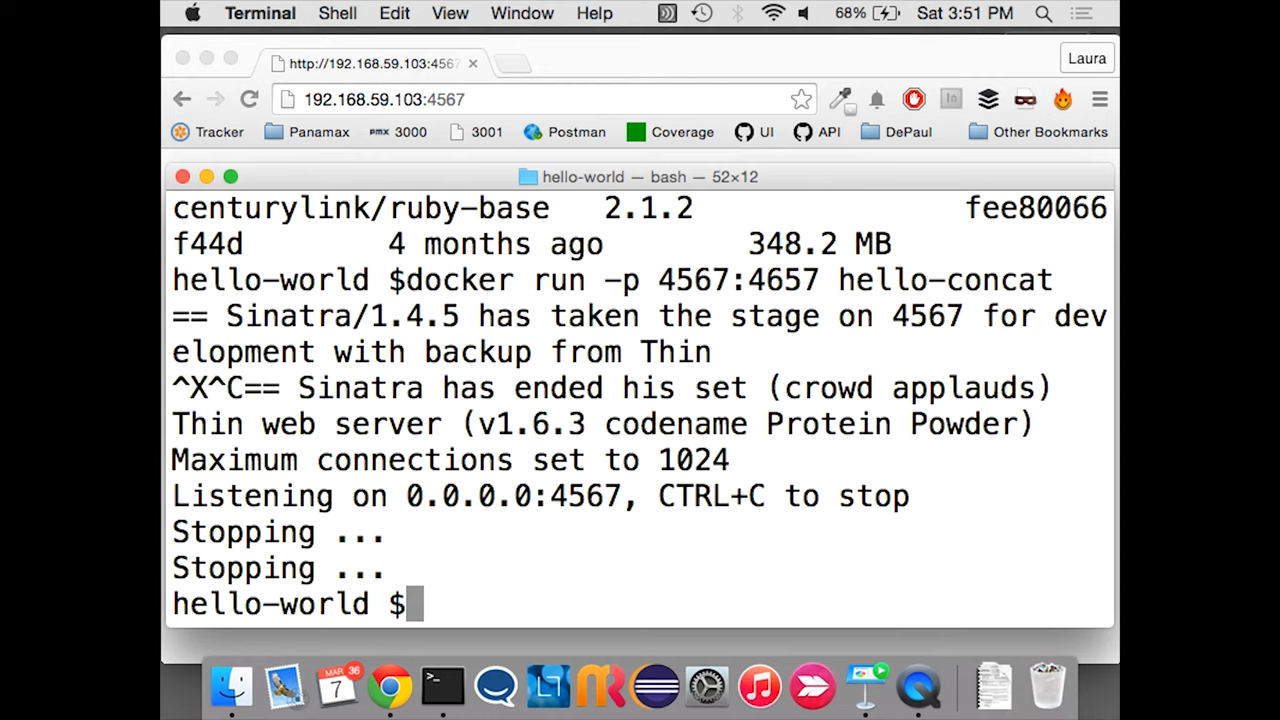 Terminal Shell Edit View Window Help 68% Sat 3:51 PM
http://192.168.59.103:4567 Laura
192.168.59.103:4567
Tracker Panamax pmx 3000 3001 Postman Coverage UI API DePaul Other Bookmarks
hello-world — bash — 52×12
centurylink/ruby-base 2.1.2 fee80066
f44d 4 months ago 348.2 MB
hello-world $docker run -p 4567:4657 hello-concat
== Sinatra/1.4.5 has taken the stage on 4567 for dev
elopment with backup from Thin
^X^C== Sinatra has ended his set (crowd applauds)
Thin web server (v1.6.3 codename Protein Powder)
Maximum connections set to 1024
Listening on 0.0.0.0:4567, CTRL+C to stop
Stopping ...
Stopping ...
hello-world $
MAR 36
7